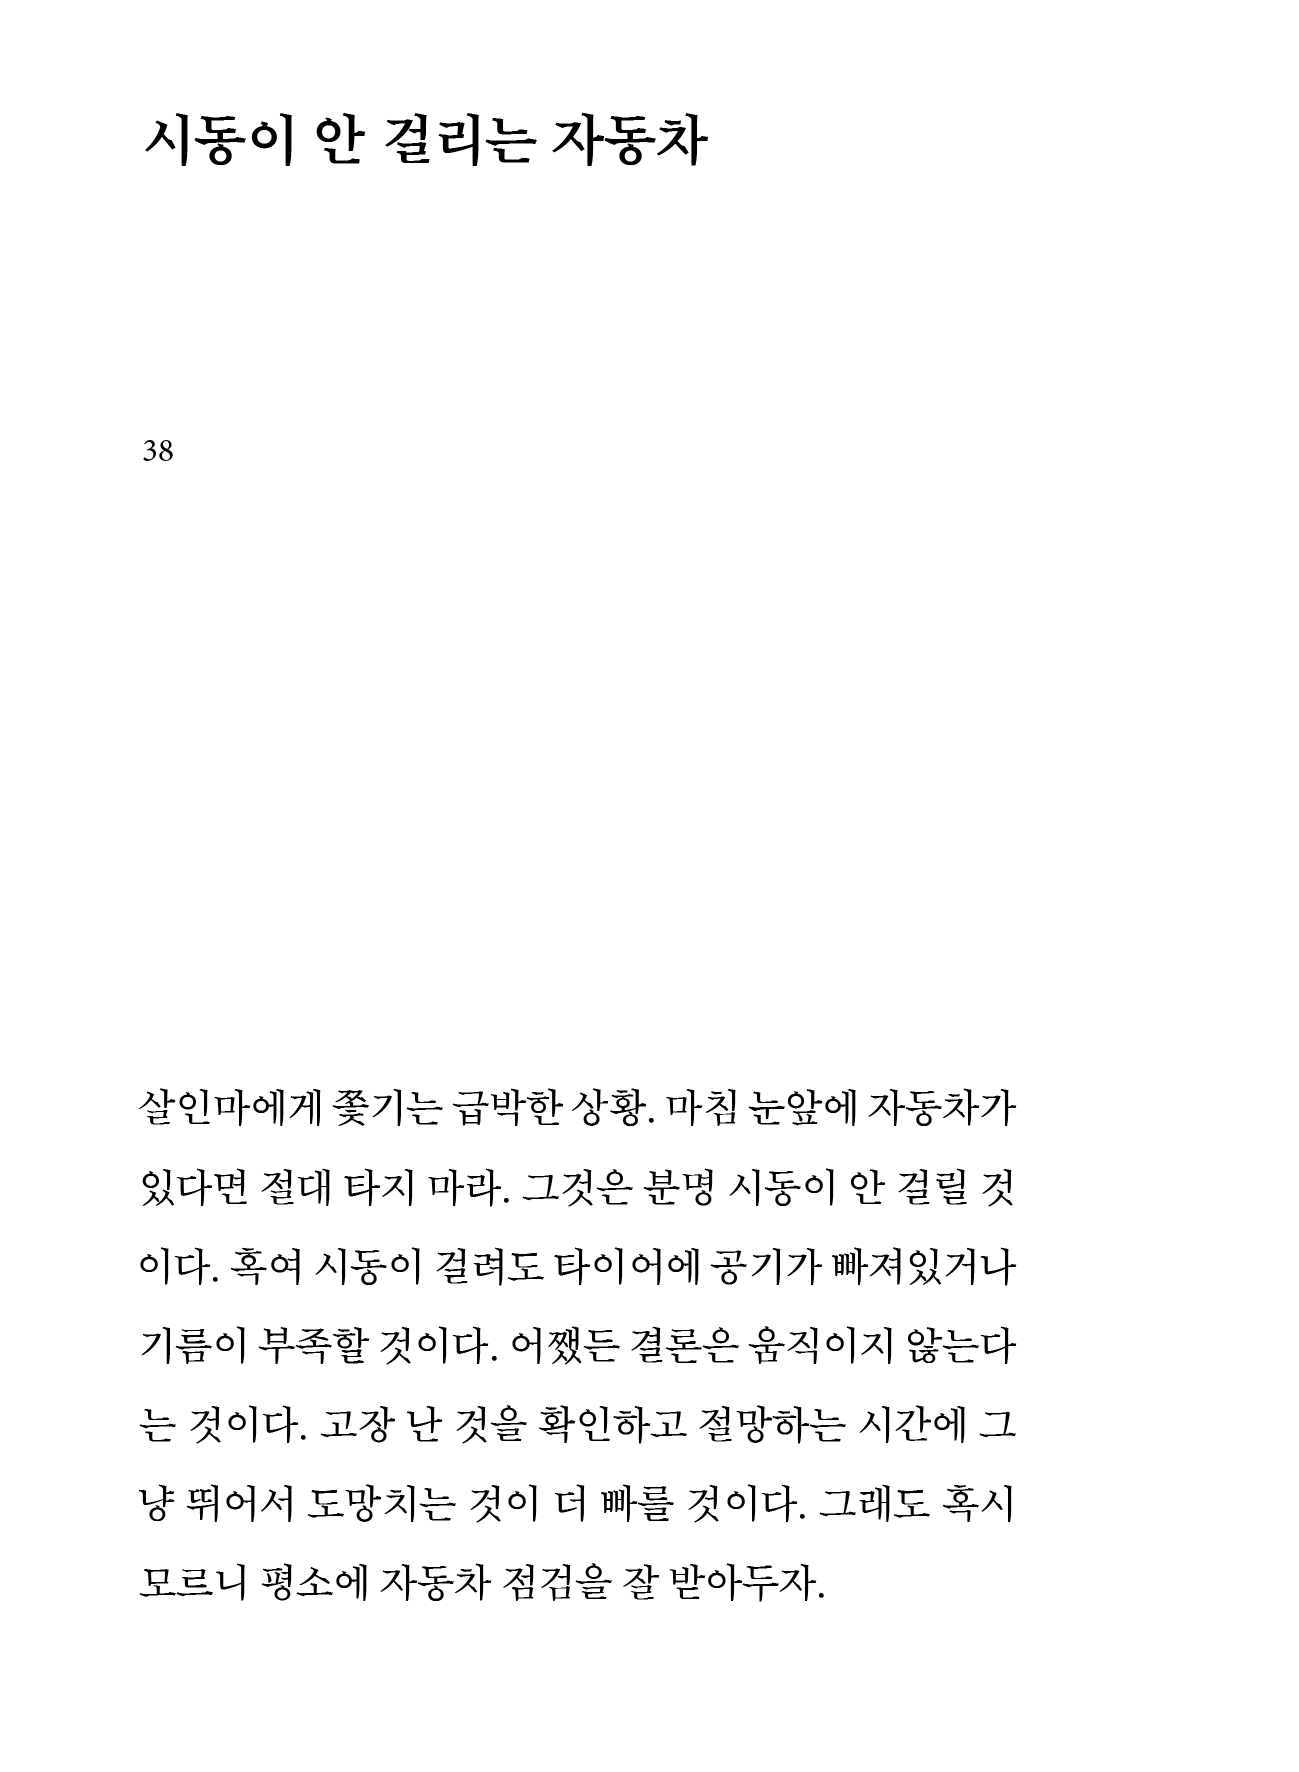 시동이 안 걸리는 자동차
38
살인마에게 쫓기는 급박한 상황. 마침 눈앞에 자동차가
있다면 절대 타지 마라. 그것은 분명 시동이 안 걸릴 것
이다. 혹여 시동이 걸려도 타이어에 공기가 빠져있거나
기름이 부족할 것이다. 어쨌든 결론은 움직이지 않는다
는 것이다. 고장 난 것을 확인하고 절망하는 시간에 그
냥 뛰어서 도망치는 것이 더 빠를 것이다. 그래도 혹시
모르니 평소에 자동차 점검을 잘 받아두자.